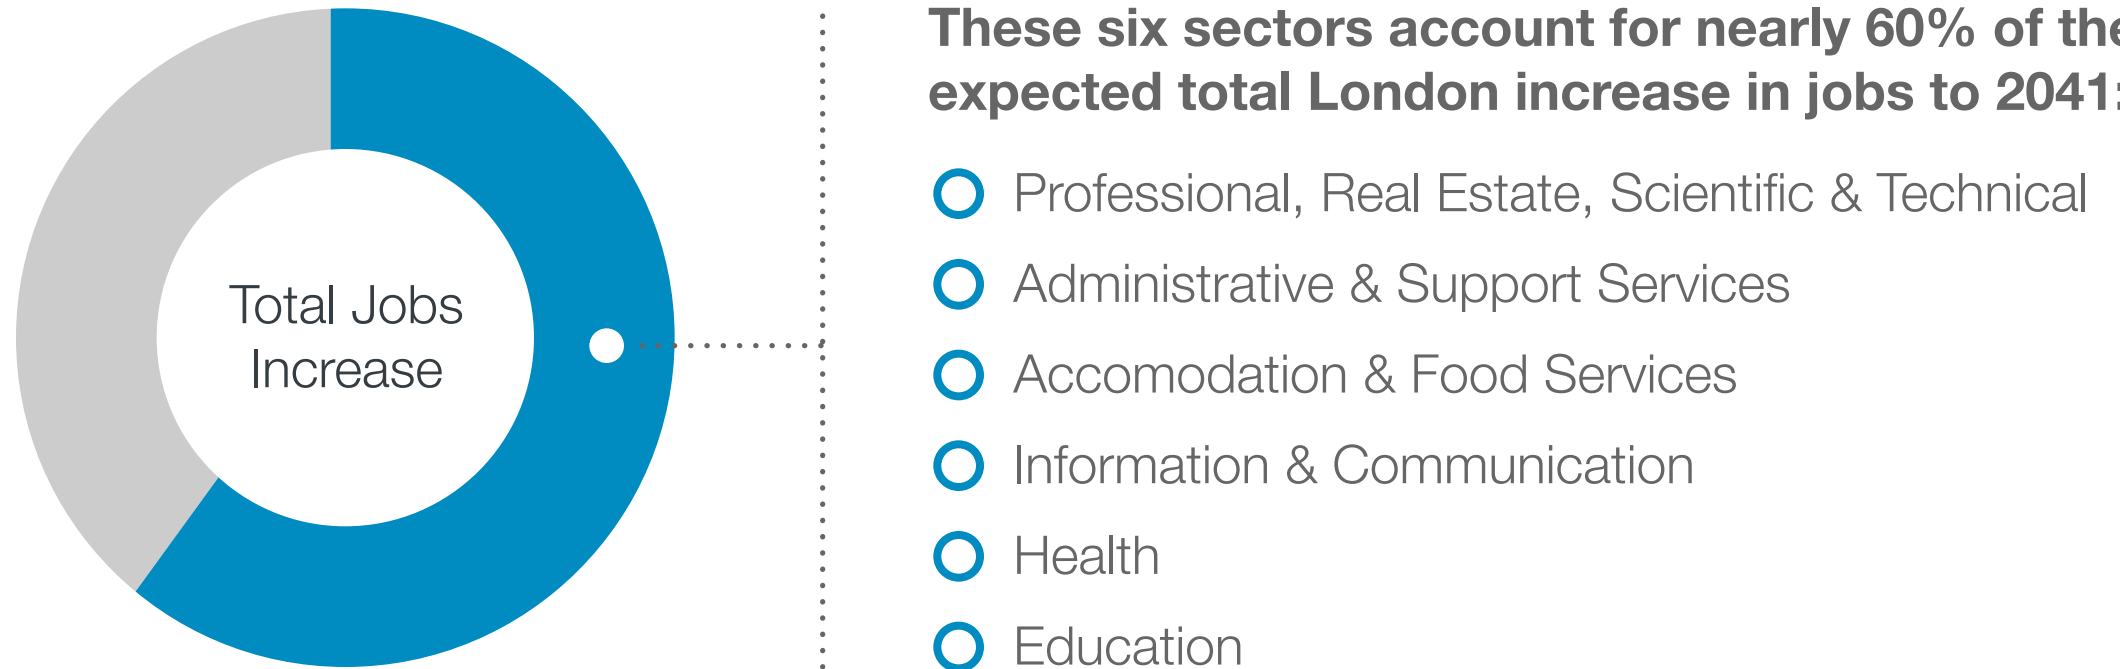 Total Jobs
Increase
These six sectors account for nearly 60% of the
expected total London increase in jobs to 2041:
Professional, Real Estate, Scientific & Technical
Administrative & Support Services
Accomodation & Food Services
Information & Communication
Health
Education